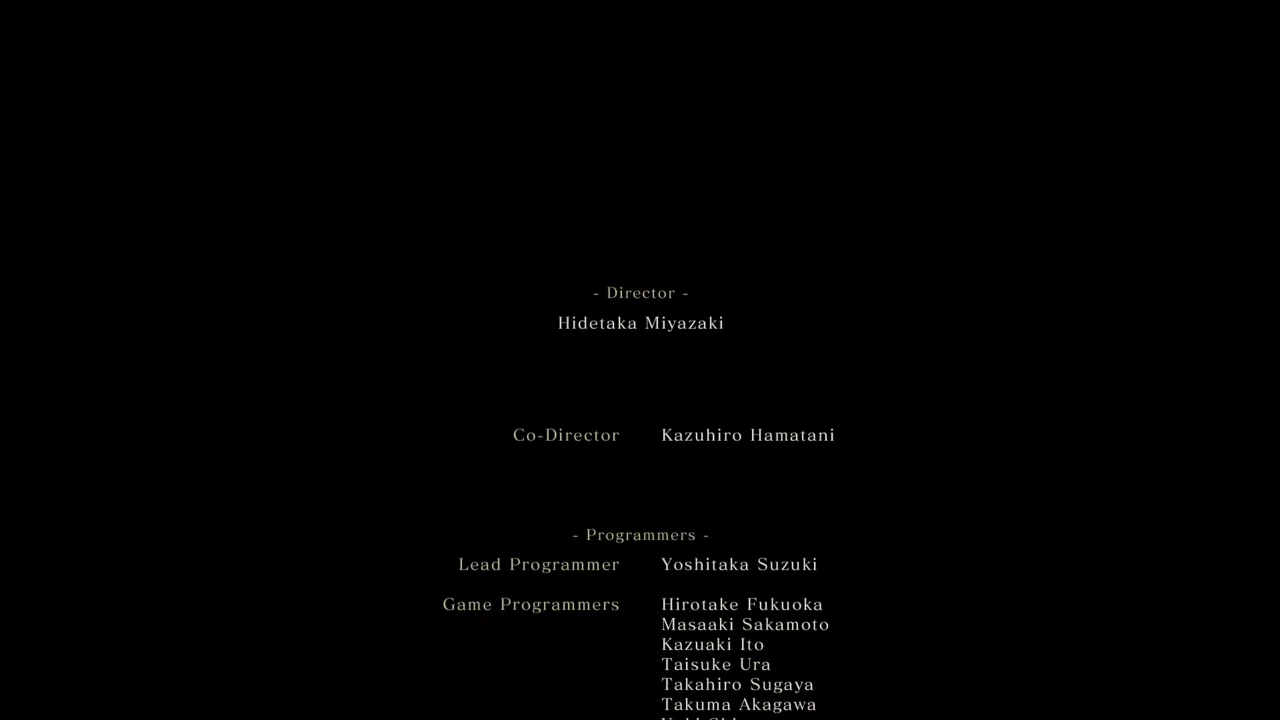 - Director -
Hidetaka Miyazaki
Co-Director Kazuhiro Hamatani
- Programmers -
Lead Programmer Yoshitaka Suzuki
Game Programmers Hirotake Fukuoka
Masaaki Sakamoto
Kazuaki Ito
Taisuke Ura
Takahiro Sugaya
Takuma Akagawa